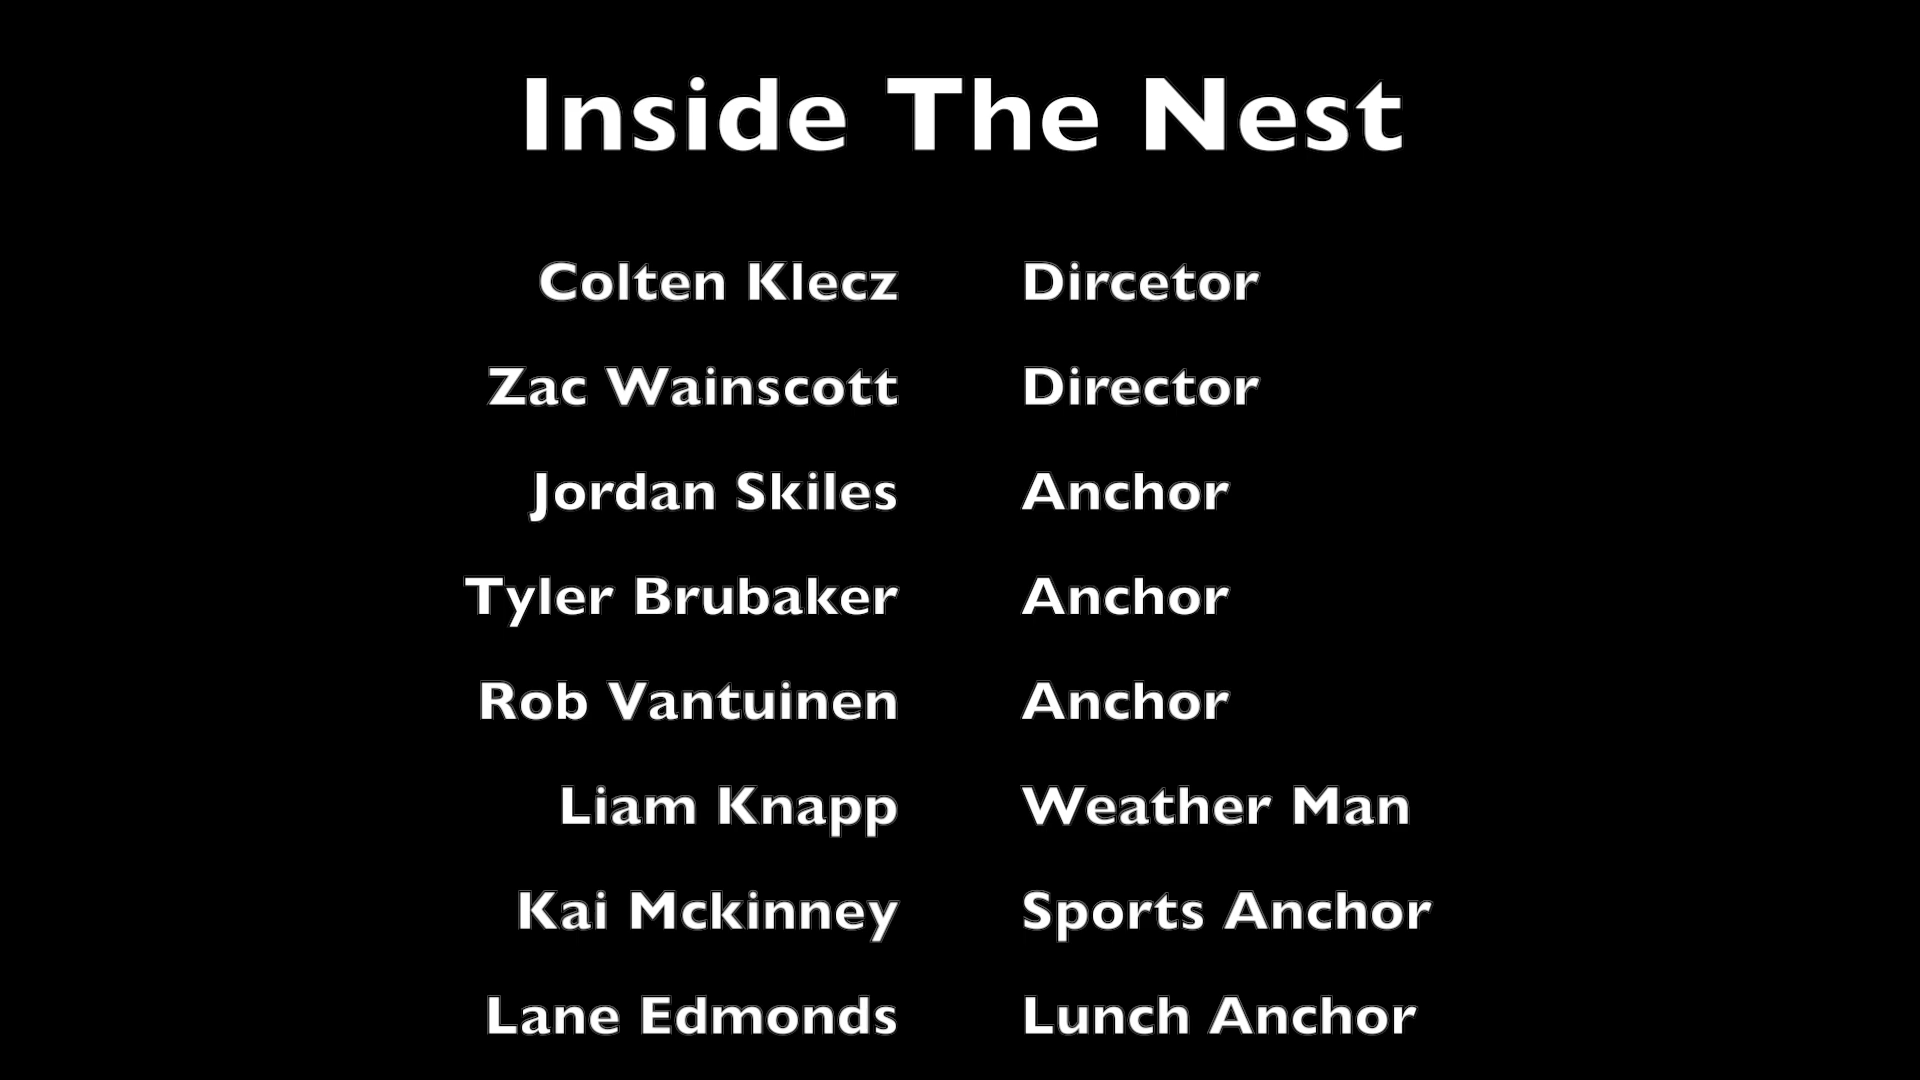 Inside The Nest
Colten Klecz Dircetor
Zac Wainscott Director
Jordan Skiles Anchor
Tyler Brubaker Anchor
Rob Vantuinen Anchor
Liam Knapp Weather Man
Kai Mckinney Sports Anchor
Lane Edmonds Lunch Anchor